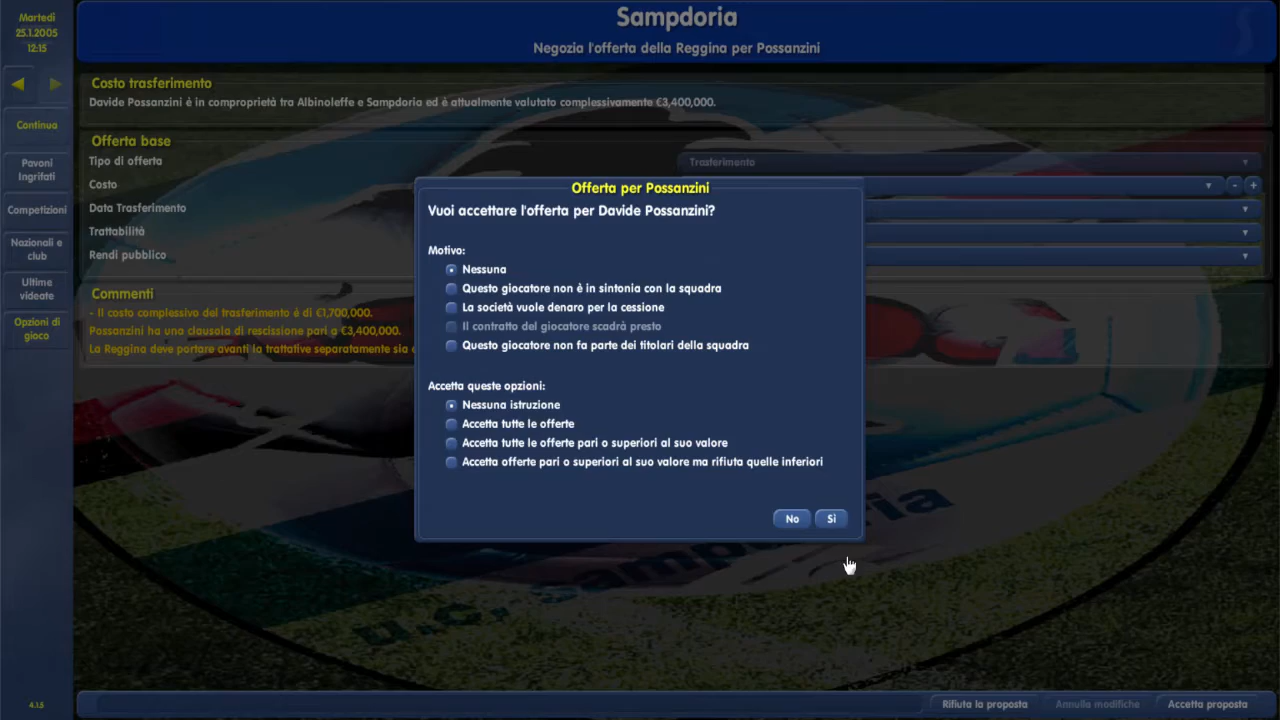 Martedí
25.1.2005
12:15
Continua
Pavoni
Ingrifati
Competizioni
Nazionali e
club
Ultime
videate
Opzioni di
gioco
4.1.5
Sampdoria
Negozia l'offerta della Reggina per Possanzini
Costo trasferimento
Davide Possanzini è in comproprietà tra Albinoleffe e Sampdoria ed è attualmente valutato complessivamente €3,400,000.
Offerta base
Tipo di offerta
Trasferimento
Costo
- +
Data Trasferimento
Trattabilità
Rendi pubblico
Commenti
- Il costo complessivo del trasferimento é di €1,700,000.
Possanzini ha una clausola di rescissione pari a €3,400,000.
La Reggina deve portare avanti la trattative separatamente sia
Offerta per Possanzini
Vuoi accettare l'offerta per Davide Possanzini?
Motivo:
Nessuna
Questo giocatore non è in sintonia con la squadra
La società vuole denaro per la cessione
Il contratto del giocatore scadrà presto
Questo giocatore non fa parte dei titolari della squadra
Accetta queste opzioni:
Nessuna istruzione
Accetta tutte le offerte
Accetta tutte le offerte pari o superiori al suo valore
Accetta offerte pari o superiori al suo valore ma rifiuta quelle inferiori
No Sì
u.c. sampdoria
Rifiuta la proposta Annulla modifiche Accetta proposta